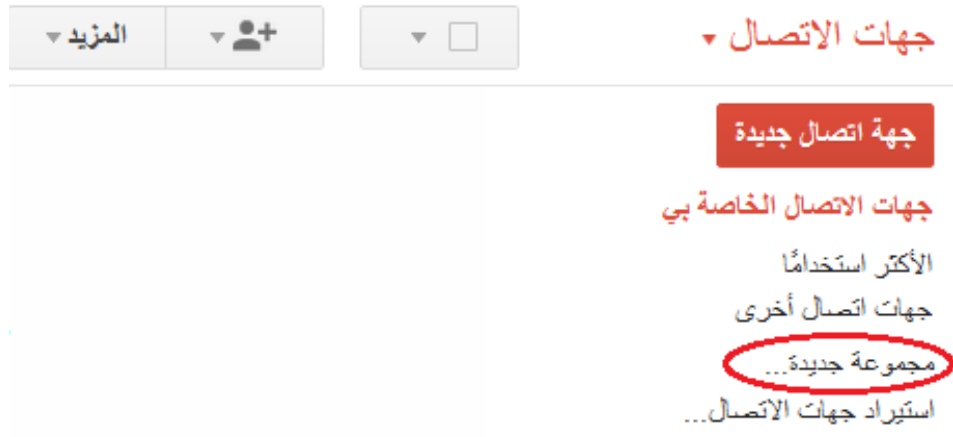 جهات الاتصال
المزيد
جهة اتصال جديدة
جهات الاتصال الخاصة بي
الأكثر استخدامًا
جهات اتصال أخرى
مجموعة جديدة...
استيراد جهات الاتصال...